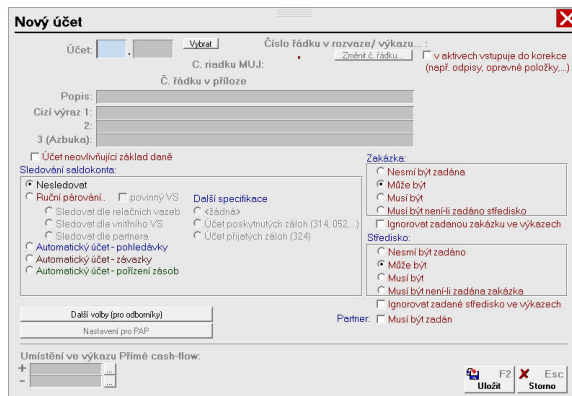 Nový účet
Účet: . Vybrat Číslo řádku v rozvaze/ výkazu... :
Změnit č. řádku... v aktivech vstupuje do korekce
(např. odpisy, opravné položky,...)
C. riadku MUJ:
Č. řádku v příloze
Popis:
Cizí výraz 1:
2:
3 (Azbuka):
Účet neovlivňující základ daně
Sledování saldokonta:
Nesledovat
Ruční párování.. povinný VS Další specifikace
Sledovat dle relačních vazeb <žádná>
Sledovat dle vnitřního VS Účet poskytnutých záloh (314, 052,...)
Sledovat dle partnera Účet přijatých záloh (324)
Automatický účet - pohledávky
Automatický účet - závazky
Automatický účet - pořízení zásob
Zakázka:
Nesmí být zadána
Může být
Musí být
Musí být není-li zadáno středisko
Ignorovat zadanou zakázku ve výkazech
Středisko:
Nesmí být zadáno
Může být
Musí být
Musí být není-li zadána zakázka
Ignorovat zadané středisko ve výkazech
Partner: Musí být zadán
Další volby (pro odborníky)
Nastavení pro PAP
Umístění ve výkazu Přímé cash-flow:
+ ...
- ...
F2 Uložit
Esc Storno